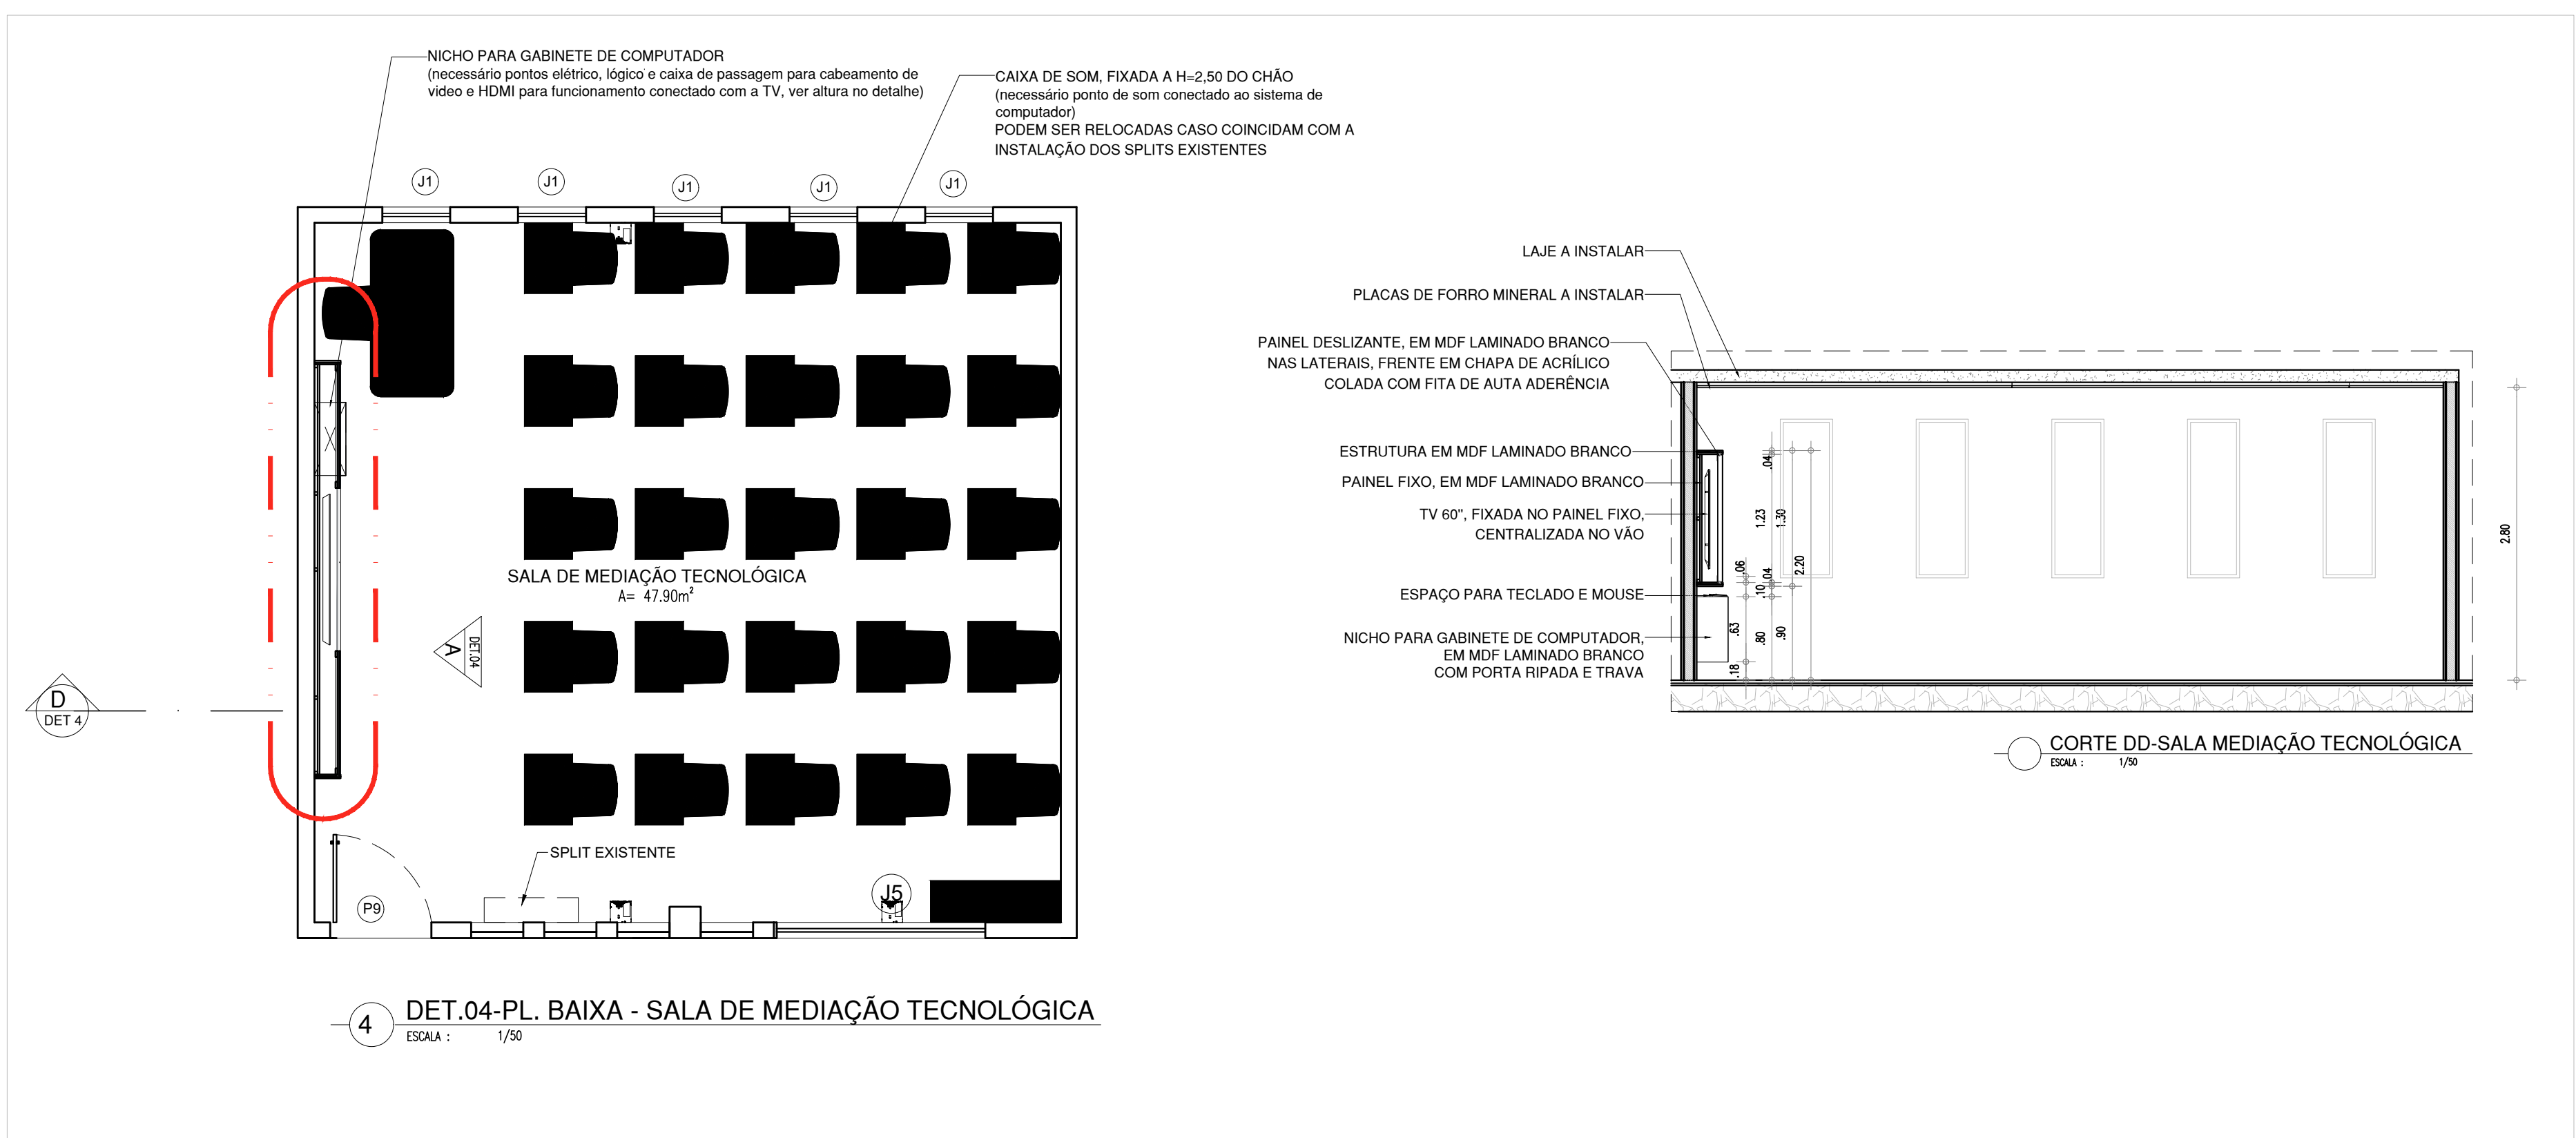 NICHO PARA GABINETE DE COMPUTADOR
(necessário pontos elétrico, lógico e caixa de passagem para cabeamento de
video e HDMI para funcionamento conectado com a TV, ver altura no detalhe)
CAIXA DE SOM, FIXADA A H=2,50 DO CHÃO
(necessário ponto de som conectado ao sistema de
computador)
PODEM SER RELOCADAS CASO COINCIDAM COM A
INSTALAÇÃO DOS SPLITS EXISTENTES
J1
J1
J1
J1
J1
SALA DE MEDIAÇÃO TECNOLÓGICA
A= 47.90m²
A
DET.04
D
DET 4
SPLIT EXISTENTE
J5
P9
4
DET.04-PL. BAIXA - SALA DE MEDIAÇÃO TECNOLÓGICA
ESCALA : 1/50
LAJE A INSTALAR
PLACAS DE FORRO MINERAL A INSTALAR
PAINEL DESLIZANTE, EM MDF LAMINADO BRANCO
NAS LATERAIS, FRENTE EM CHAPA DE ACRÍLICO
COLADA COM FITA DE AUTA ADERÊNCIA
ESTRUTURA EM MDF LAMINADO BRANCO
PAINEL FIXO, EM MDF LAMINADO BRANCO
TV 60", FIXADA NO PAINEL FIXO,
CENTRALIZADA NO VÃO
ESPAÇO PARA TECLADO E MOUSE
NICHO PARA GABINETE DE COMPUTADOR,
EM MDF LAMINADO BRANCO
COM PORTA RIPADA E TRAVA
.04
1.23
1.30
.06
.04
2.20
.10
.63
.80
.90
.18
2.80
CORTE DD-SALA MEDIAÇÃO TECNOLÓGICA
ESCALA : 1/50